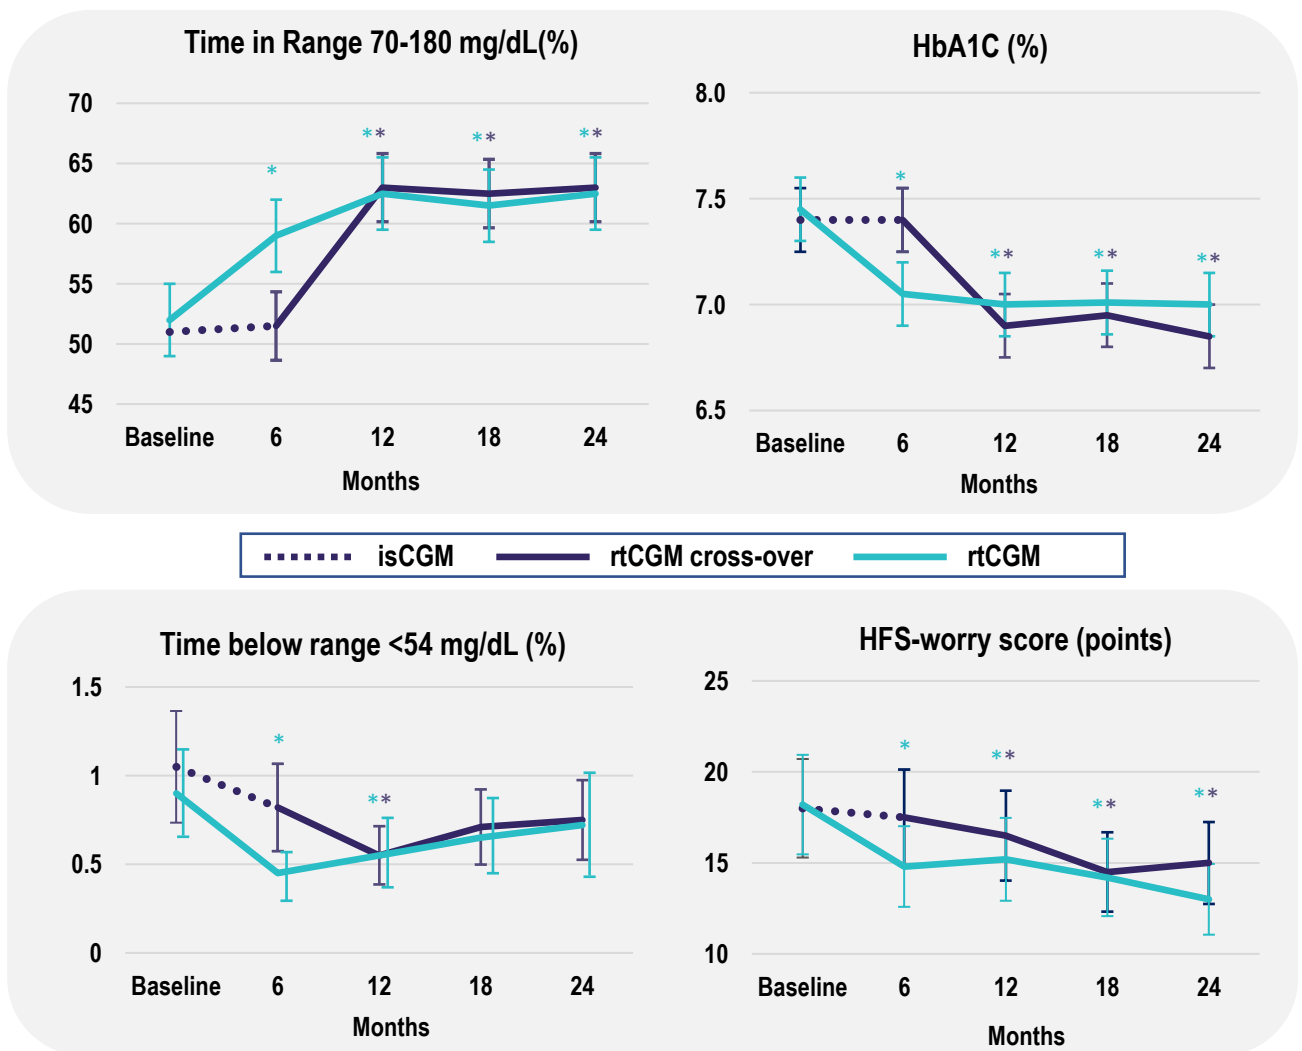 Time in Range 70-180 mg/dL(%)
70
65
60
55
50
45
*
* *
* *
* *
Baseline 6 12 18 24
Months
HbA1C (%)
8.0
7.5
7.0
6.5
*
* *
* *
* *
Baseline 6 12 18 24
Months
isCGM rtCGM cross-over rtCGM
Time below range <54 mg/dL (%)
1.5
1
0.5
0
*
* *
Baseline 6 12 18 24
Months
HFS-worry score (points)
25
20
15
10
*
* *
* *
* *
Baseline 6 12 18 24
Months